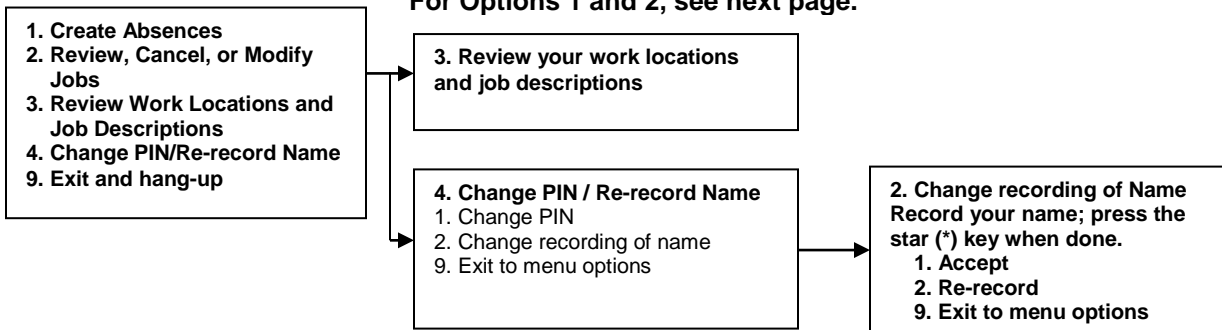 For Options 1 and 2, see next page.
1. Create Absences
2. Review, Cancel, or Modify
Jobs
3. Review Work Locations and
Job Descriptions
4. Change PIN/Re-record Name
9. Exit and hang-up
3. Review your work locations
and job descriptions
4. Change PIN / Re-record Name
1. Change PIN
2. Change recording of name
9. Exit to menu options
2. Change recording of Name
Record your name; press the
star (*) key when done.
1. Accept
2. Re-record
9. Exit to menu options